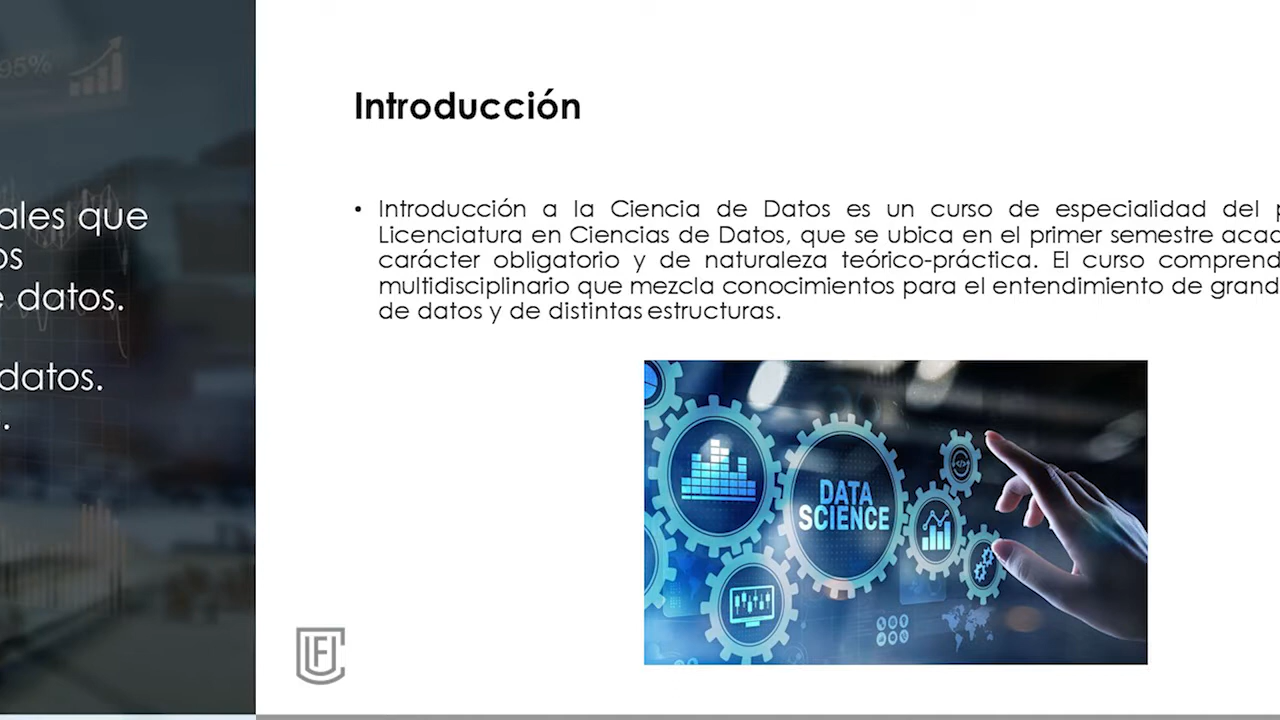 95%
ales que
os
e datos.
datos.
.
Introducción
• Introducción a la Ciencia de Datos es un curso de especialidad del p
Licenciatura en Ciencias de Datos, que se ubica en el primer semestre acad
carácter obligatorio y de naturaleza teórico-práctica. El curso comprend
multidisciplinario que mezcla conocimientos para el entendimiento de grand
de datos y de distintas estructuras.
DATA
SCIENCE